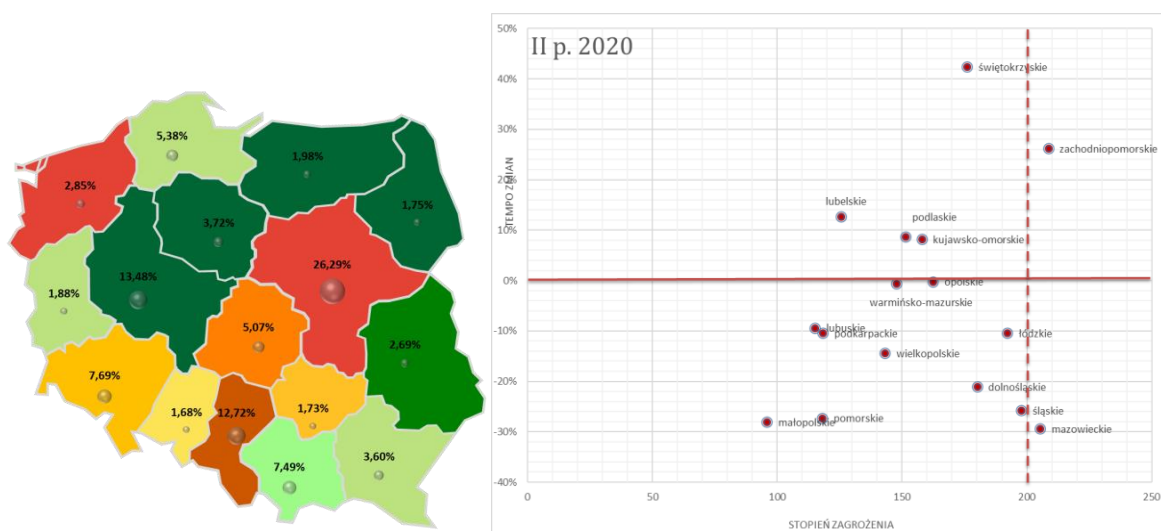 5,38%
1,98%
2,85%
1,75%
3,72%
26,29%
13,48%
1,88%
5,07%
2,69%
7,69%
1,68%
12,72%
1,73%
7,49%
3,60%
II p. 2020
50%
40%
30%
20%
10%
0%
-10%
-20%
-30%
-40%
TEMPO ZMIAN
świętokrzyskie
zachodniopomorskie
lubelskie
podlaskie
kujawsko-omorskie
opolskie
warmińsko-mazurskie
lubuskie
podkarpackie
łódzkie
wielkopolskie
dolnośląskie
śląskie
małopolskie
pomorskie
mazowieckie
0
50
100
150
200
250
STOPIEŃ ZAGROŻENIA